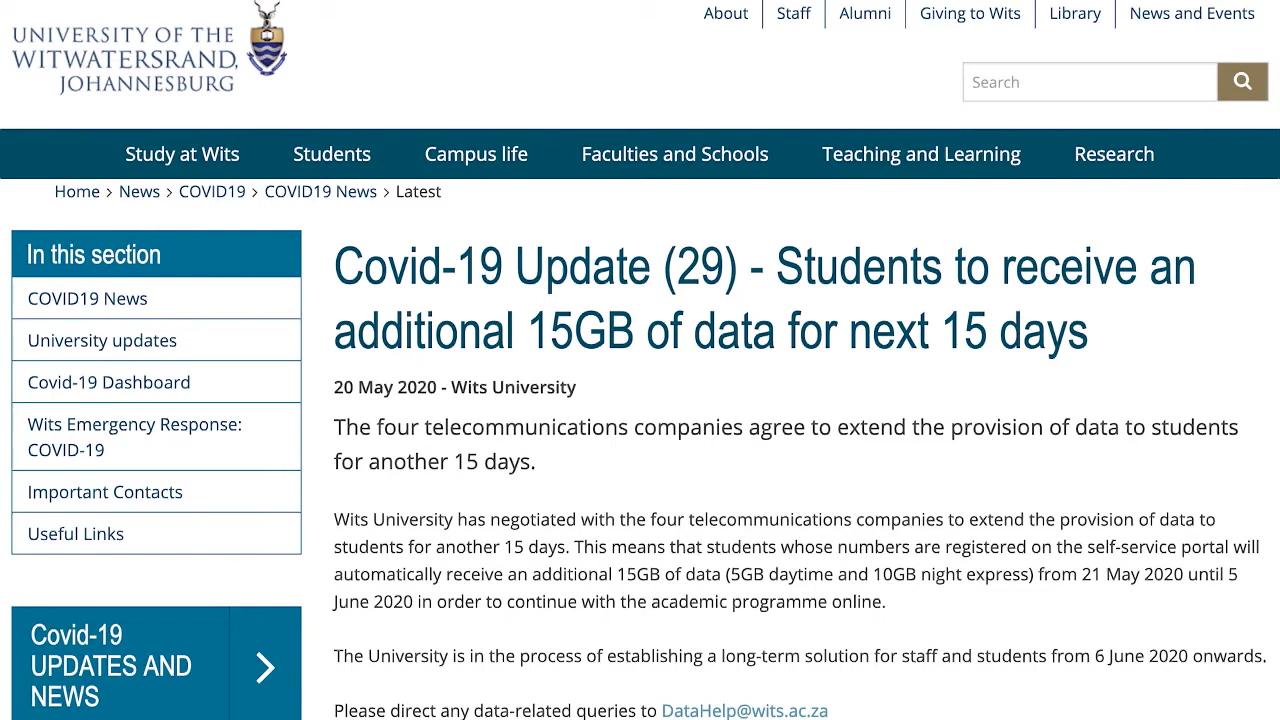 UNIVERSITY OF THE
WITWATERSRAND,
JOHANNESBURG
About
Staff
Alumni
Giving to Wits
Library
News and Events
Search
Study at Wits
Students
Campus life
Faculties and Schools
Teaching and Learning
Research
Home > News > COVID19 > COVID19 News > Latest
In this section
COVID19 News
University updates
Covid-19 Dashboard
Wits Emergency Response:
COVID-19
Important Contacts
Useful Links
Covid-19
UPDATES AND
NEWS
Covid-19 Update (29) - Students to receive an
additional 15GB of data for next 15 days
20 May 2020 - Wits University
The four telecommunications companies agree to extend the provision of data to students
for another 15 days.
Wits University has negotiated with the four telecommunications companies to extend the provision of data to
students for another 15 days. This means that students whose numbers are registered on the self-service portal will
automatically receive an additional 15GB of data (5GB daytime and 10GB night express) from 21 May 2020 until 5
June 2020 in order to continue with the academic programme online.
The University is in the process of establishing a long-term solution for staff and students from 6 June 2020 onwards.
Please direct any data-related queries to DataHelp@wits.ac.za